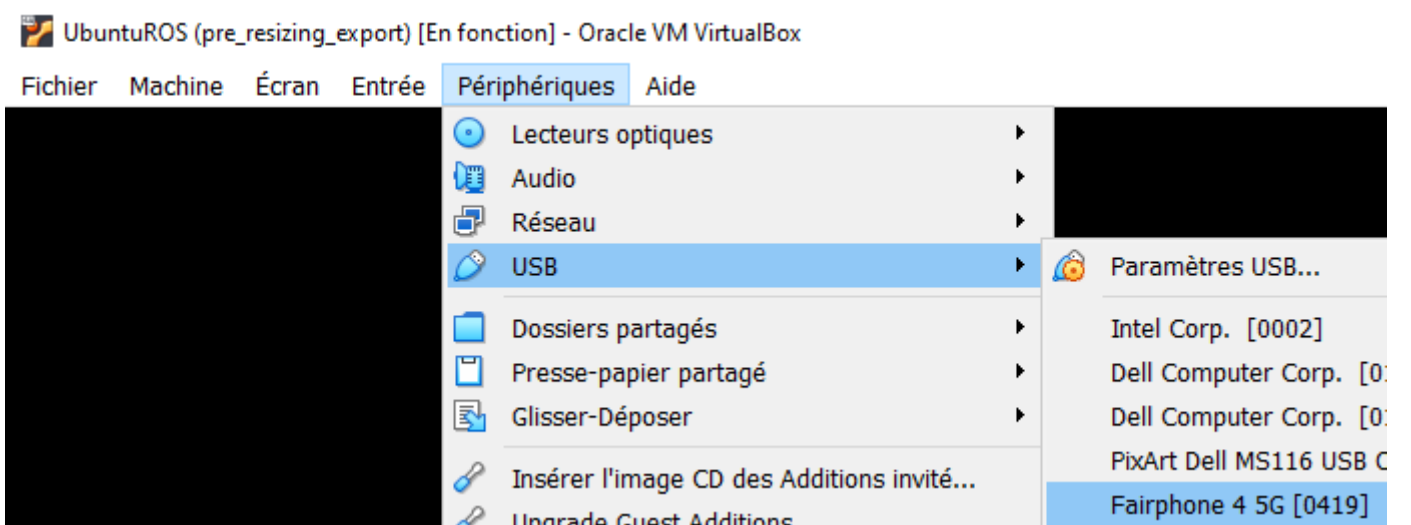 UbuntuROS (pre_resizing_export) [En fonction] - Oracle VM VirtualBox
Fichier Machine Écran Entrée Périphériques Aide
Lecteurs optiques
Audio
Réseau
USB
Dossiers partagés
Presse-papier partagé
Glisser-Déposer
Insérer l'image CD des Additions invité...
Upgrade Guest Additions
Paramètres USB...
Intel Corp. [0002]
Dell Computer Corp.
Dell Computer Corp.
PixArt Dell MS116 USB
Fairphone 4 5G [0419]